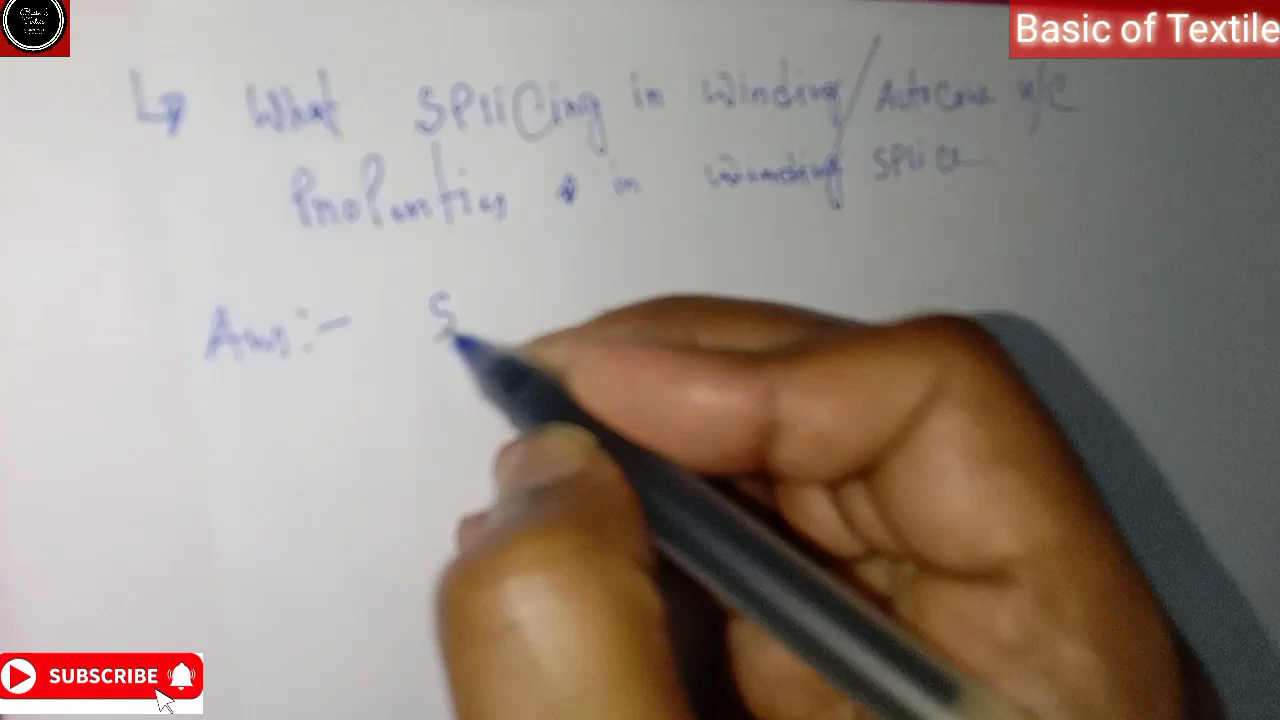 Basic of Textile
↳ What SPliCing in Winding/Autocone M/C
Properties in winding splice
Ans:- S
SUBSCRIBE